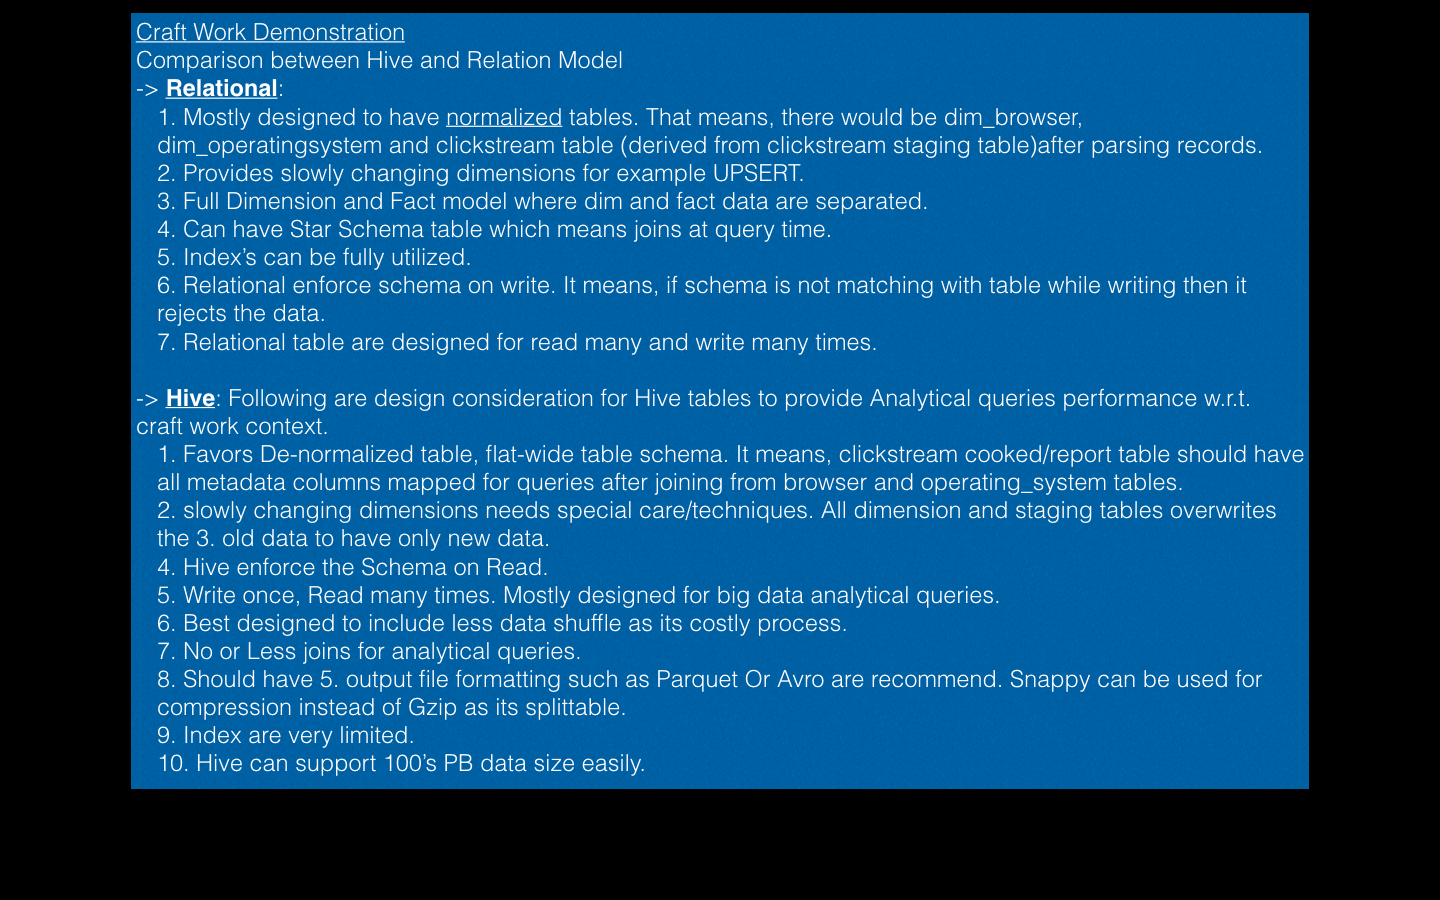 Craft Work Demonstration
Comparison between Hive and Relation Model
-> Relational:
1. Mostly designed to have normalized tables. That means, there would be dim_browser,
dim_operatingsystem and clickstream table (derived from clickstream staging table)after parsing records.
2. Provides slowly changing dimensions for example UPSERT.
3. Full Dimension and Fact model where dim and fact data are separated.
4. Can have Star Schema table which means joins at query time.
5. Index’s can be fully utilized.
6. Relational enforce schema on write. It means, if schema is not matching with table while writing then it
rejects the data.
7. Relational table are designed for read many and write many times.
-> Hive: Following are design consideration for Hive tables to provide Analytical queries performance w.r.t.
craft work context.
1. Favors De-normalized table, flat-wide table schema. It means, clickstream cooked/report table should have
all metadata columns mapped for queries after joining from browser and operating_system tables.
2. slowly changing dimensions needs special care/techniques. All dimension and staging tables overwrites
the 3. old data to have only new data.
4. Hive enforce the Schema on Read.
5. Write once, Read many times. Mostly designed for big data analytical queries.
6. Best designed to include less data shuffle as its costly process.
7. No or Less joins for analytical queries.
8. Should have 5. output file formatting such as Parquet Or Avro are recommend. Snappy can be used for
compression instead of Gzip as its splittable.
9. Index are very limited.
10. Hive can support 100’s PB data size easily.